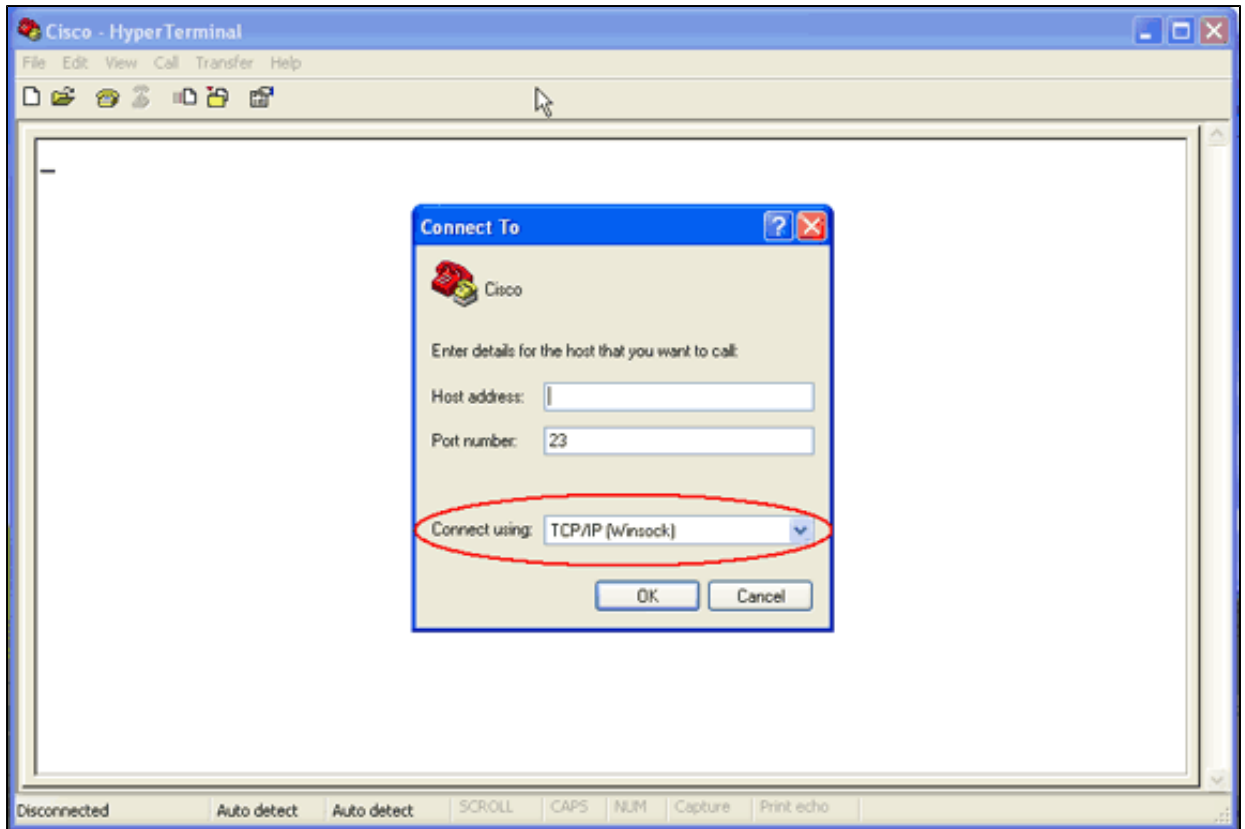 Cisco - HyperTerminal
File Edit View Call Transfer Help
Connect To
Cisco
Enter details for the host that you want to call:
Host address:
Port number: 23
Connect using: TCP/IP (Winsock)
OK Cancel
Disconnected Auto detect Auto detect SCROLL CAPS NUM Capture Print echo